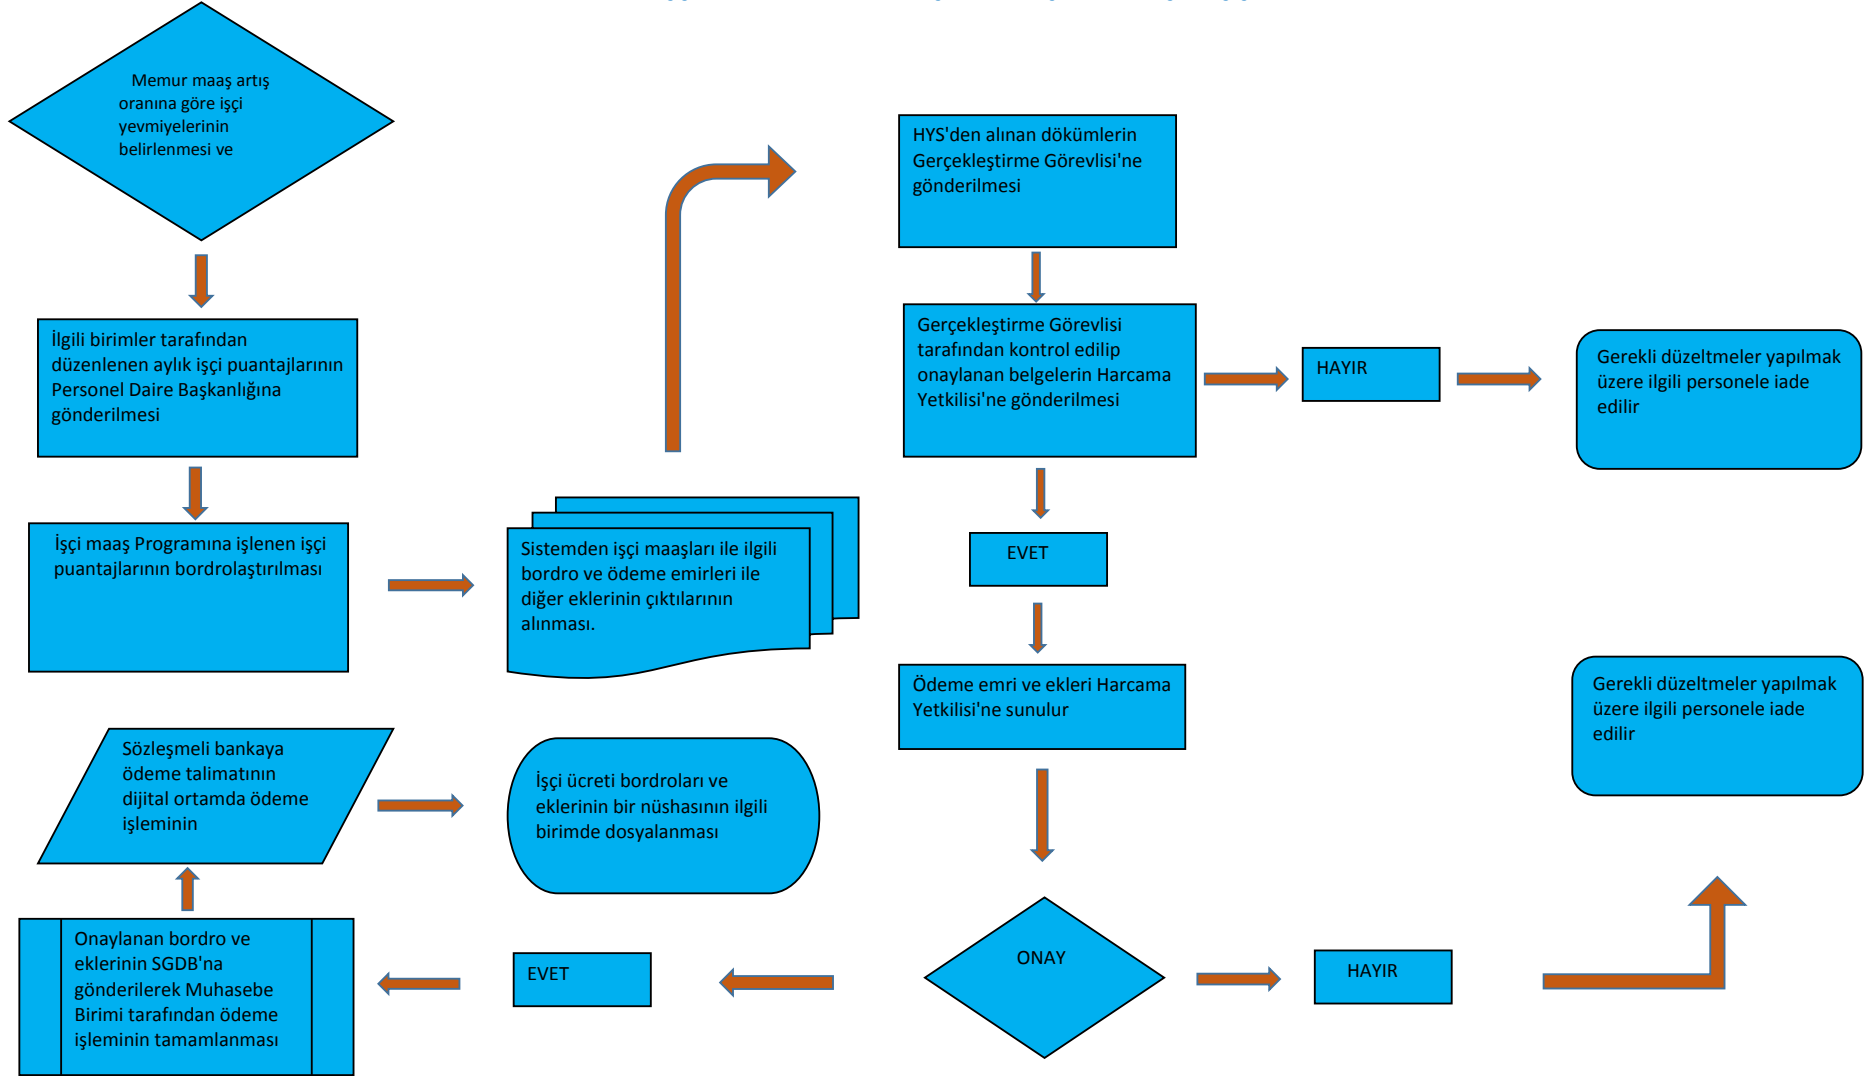 Memur maaş artış
oranına göre işçi
yevmiyelerinin
belirlenmesi ve
İlgili birimler tarafından
düzenlenen aylık işçi puantajlarının
Personel Daire Başkanlığına
gönderilmesi
İşçi maaş Programına işlenen işçi
puantajlarının bordrolaştırılması
Sistemden işçi maaşları ile ilgili
bordro ve ödeme emirleri ile
diğer eklerinin çıktılarının
alınması.
HYS'den alınan dökümlerin
Gerçekleştirme Görevlisi'ne
gönderilmesi
Gerçekleştirme Görevlisi
tarafından kontrol edilip
onaylanan belgelerin Harcama
Yetkilisi'ne gönderilmesi
HAYIR
Gerekli düzeltmeler yapılmak
üzere ilgili personele iade
edilir
EVET
Ödeme emri ve ekleri Harcama
Yetkilisi'ne sunulur
ONAY
HAYIR
Gerekli düzeltmeler yapılmak
üzere ilgili personele iade
edilir
EVET
Onaylanan bordro ve
eklerinin SGDB'na
gönderilerek Muhasebe
Birimi tarafından ödeme
işleminin tamamlanması
Sözleşmeli bankaya
ödeme talimatının
dijital ortamda ödeme
işleminin
İşçi ücreti bordroları ve
eklerinin bir nüshasının ilgili
birimde dosyalanması